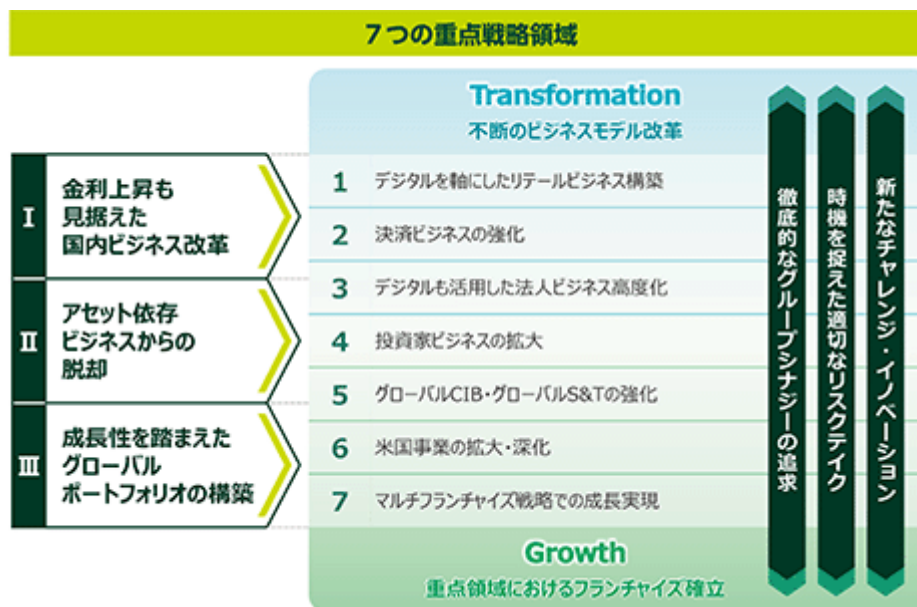 7つの重点戦略領域
Transformation
不断のビジネスモデル改革
I
金利上昇も
見据えた
国内ビジネス改革
II
アセット依存
ビジネスからの
脱却
III
成長性を踏まえた
グローバル
ポートフォリオの構築
1 デジタルを軸にしたリテールビジネス構築
2 決済ビジネスの強化
3 デジタルも活用した法人ビジネス高度化
4 投資家ビジネスの拡大
5 グローバルCIB・グローバルS&Tの強化
6 米国事業の拡大・深化
7 マルチフランチャイズ戦略での成長実現
Growth
重点領域におけるフランチャイズ確立
徹底的なグループシナジーの追求
時機を捉えた適切なリスクテイク
新たなチャレンジ・イノベーション